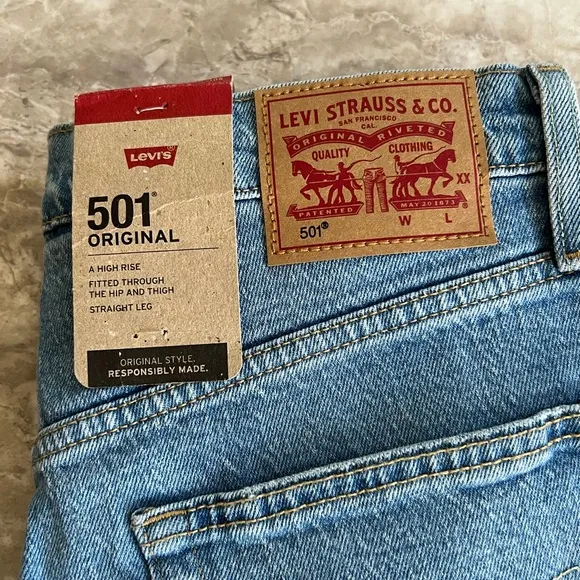 LEVI'S
501®
ORIGINAL
A HIGH RISE
FITTED THROUGH
THE HIP AND THIGH
STRAIGHT LEG
ORIGINAL STYLE.
RESPONSIBLY MADE.
LEVI STRAUSS & CO.
SAN FRANCISCO
CAL.
ORIGINAL RIVETED
QUALITY CLOTHING
XX
PATENTED MAY 20 1873
501® W L